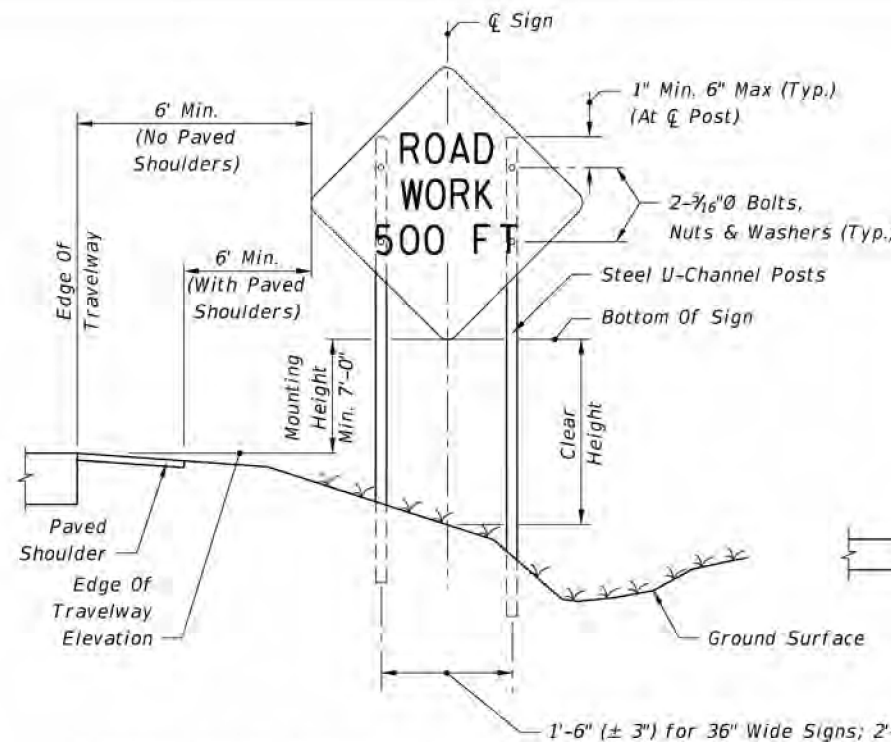 ℄ Sign
6' Min.
(No Paved
Shoulders)
1" Min. 6" Max (Typ.)
(At ℄ Post)
ROAD
WORK
500 FT
2-5/16"Ø Bolts,
Nuts & Washers (Typ.)
6' Min.
(With Paved
Shoulders)
Edge Of
Travelway
Steel U-Channel Posts
Bottom Of Sign
Mounting
Height
Min. 7'-0"
Clear
Height
Paved
Shoulder
Edge Of
Travelway
Elevation
Ground Surface
1'-6" (± 3") for 36" Wide Signs; 2'